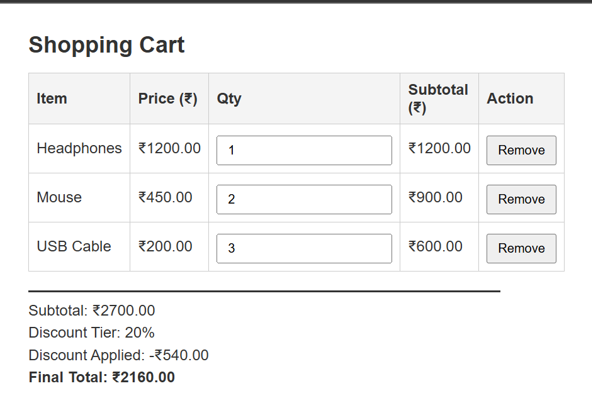 Shopping Cart
Item Price (₹) Qty Subtotal (₹) Action
Headphones ₹1200.00 1 ₹1200.00 Remove
Mouse ₹450.00 2 ₹900.00 Remove
USB Cable ₹200.00 3 ₹600.00 Remove
Subtotal: ₹2700.00
Discount Tier: 20%
Discount Applied: -₹540.00
Final Total: ₹2160.00